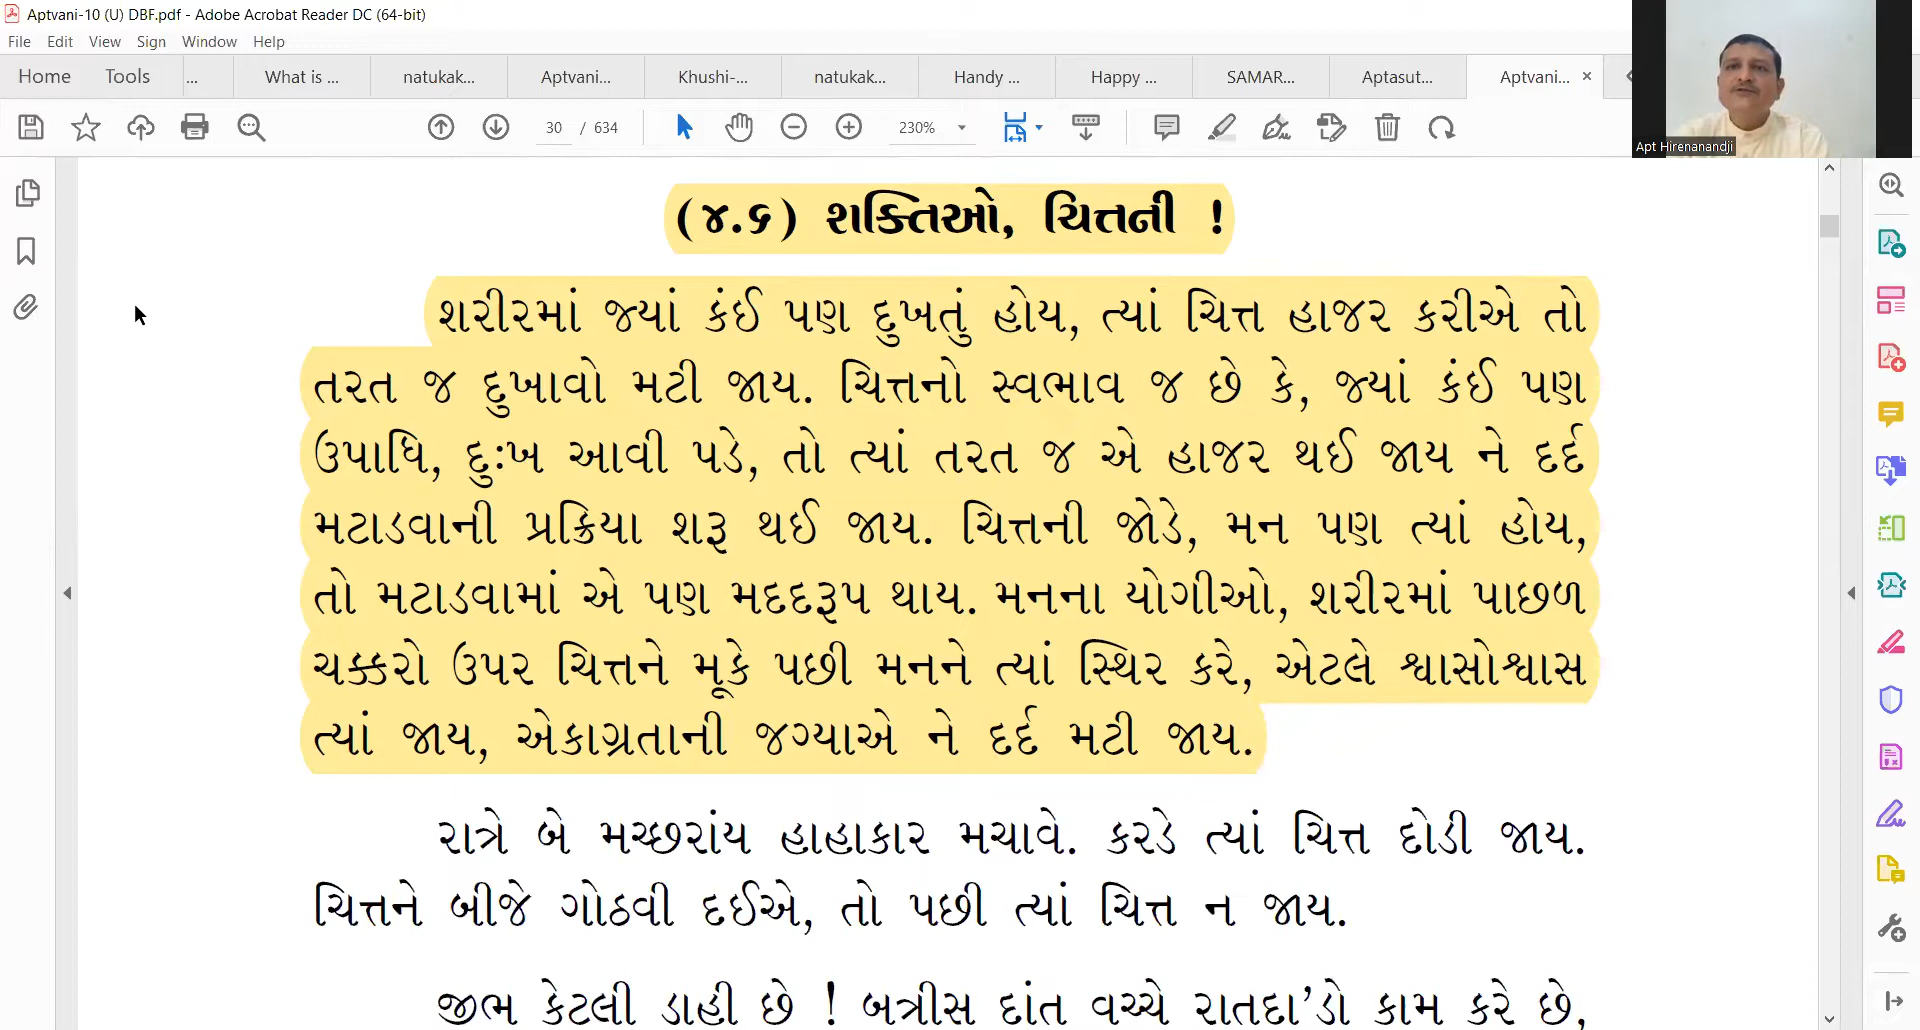 Aptvani-10 (U) DBF.pdf - Adobe Acrobat Reader DC (64-bit)
File Edit View Sign Window Help
Home Tools ... What is ... natukak... Aptvani... Khushi-... natukak... Handy ... Happy ... SAMAR... Aptasut... Aptvani... ×
30 / 634 230%
Apt Hirenanandji
(૪.૬) શક્તિઓ, ચિત્તની !
શરીરમાં જ્યાં કંઈ પણ દુખતું હોય, ત્યાં ચિત્ત હાજર કરીએ તો
તરત જ દુખાવો મટી જાય. ચિત્તનો સ્વભાવ જ છે કે, જ્યાં કંઈ પણ
ઉપાધિ, દુઃખ આવી પડે, તો ત્યાં તરત જ એ હાજર થઈ જાય ને દર્દ
મટાડવાની પ્રક્રિયા શરૂ થઈ જાય. ચિત્તની જોડે, મન પણ ત્યાં હોય,
તો મટાડવામાં એ પણ મદદરૂપ થાય. મનના યોગીઓ, શરીરમાં પાછળ
ચક્કરો ઉપર ચિત્તને મૂકે પછી મનને ત્યાં સ્થિર કરે, એટલે શ્વાસોશ્વાસ
ત્યાં જાય, એકાગ્રતાની જગ્યાએ ને દર્દ મટી જાય.
રાત્રે બે મચ્છરાંય હાહાકાર મચાવે. કરડે ત્યાં ચિત્ત દોડી જાય.
ચિત્તને બીજે ગોઠવી દઈએ, તો પછી ત્યાં ચિત્ત ન જાય.
જીભ કેટલી ડાહી છે ! બત્રીસ દાંત વચ્ચે રાતદા’ડો કામ કરે છે,